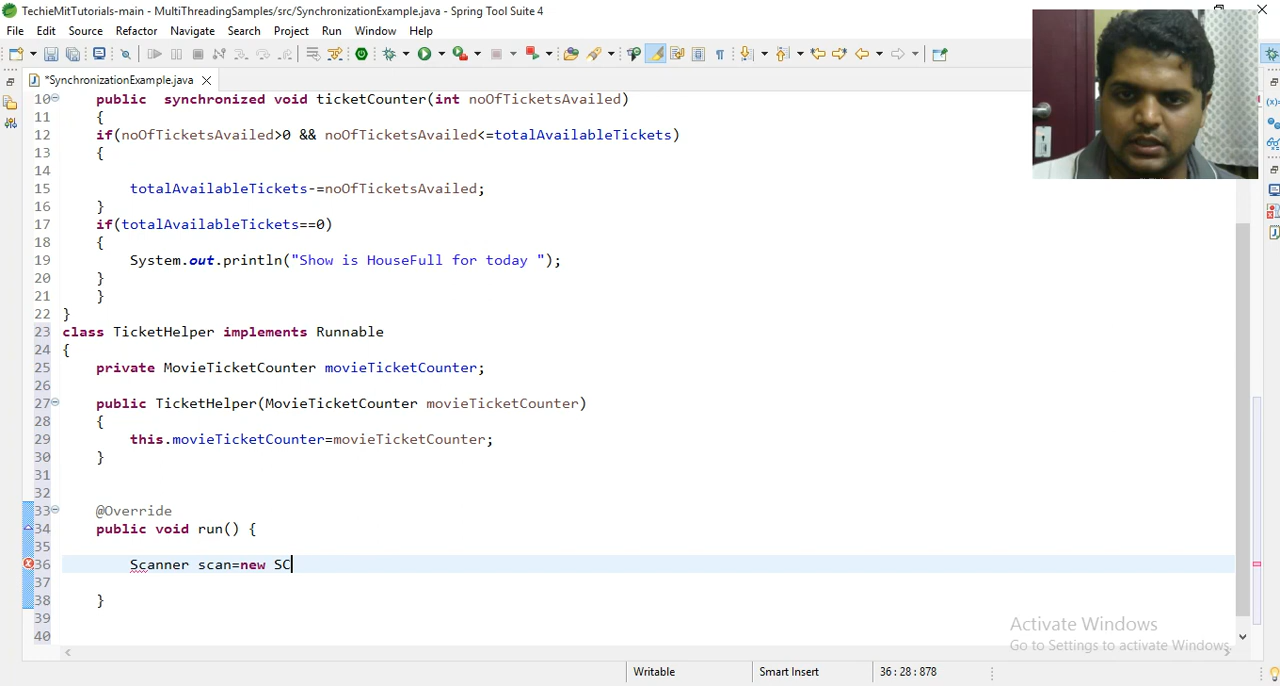 TechieMitTutorials-main - MultiThreadingSamples/src/SynchronizationExample.java - Spring Tool Suite 4
File Edit Source Refactor Navigate Search Project Run Window Help
*SynchronizationExample.java
10 public synchronized void ticketCounter(int noOfTicketsAvailed)
11 {
12 if(noOfTicketsAvailed>0 && noOfTicketsAvailed<=totalAvailableTickets)
13 {
14
15 totalAvailableTickets-=noOfTicketsAvailed;
16 }
17 if(totalAvailableTickets==0)
18 {
19 System.out.println("Show is HouseFull for today ");
20 }
21 }
22 }
23 class TicketHelper implements Runnable
24 {
25 private MovieTicketCounter movieTicketCounter;
26
27 public TicketHelper(MovieTicketCounter movieTicketCounter)
28 {
29 this.movieTicketCounter=movieTicketCounter;
30 }
31
32
33 @Override
34 public void run() {
35
36 Scanner scan=new SC
37
38 }
39
40
Activate Windows
Go to Settings to activate Windows.
Writable Smart Insert 36 : 28 : 878